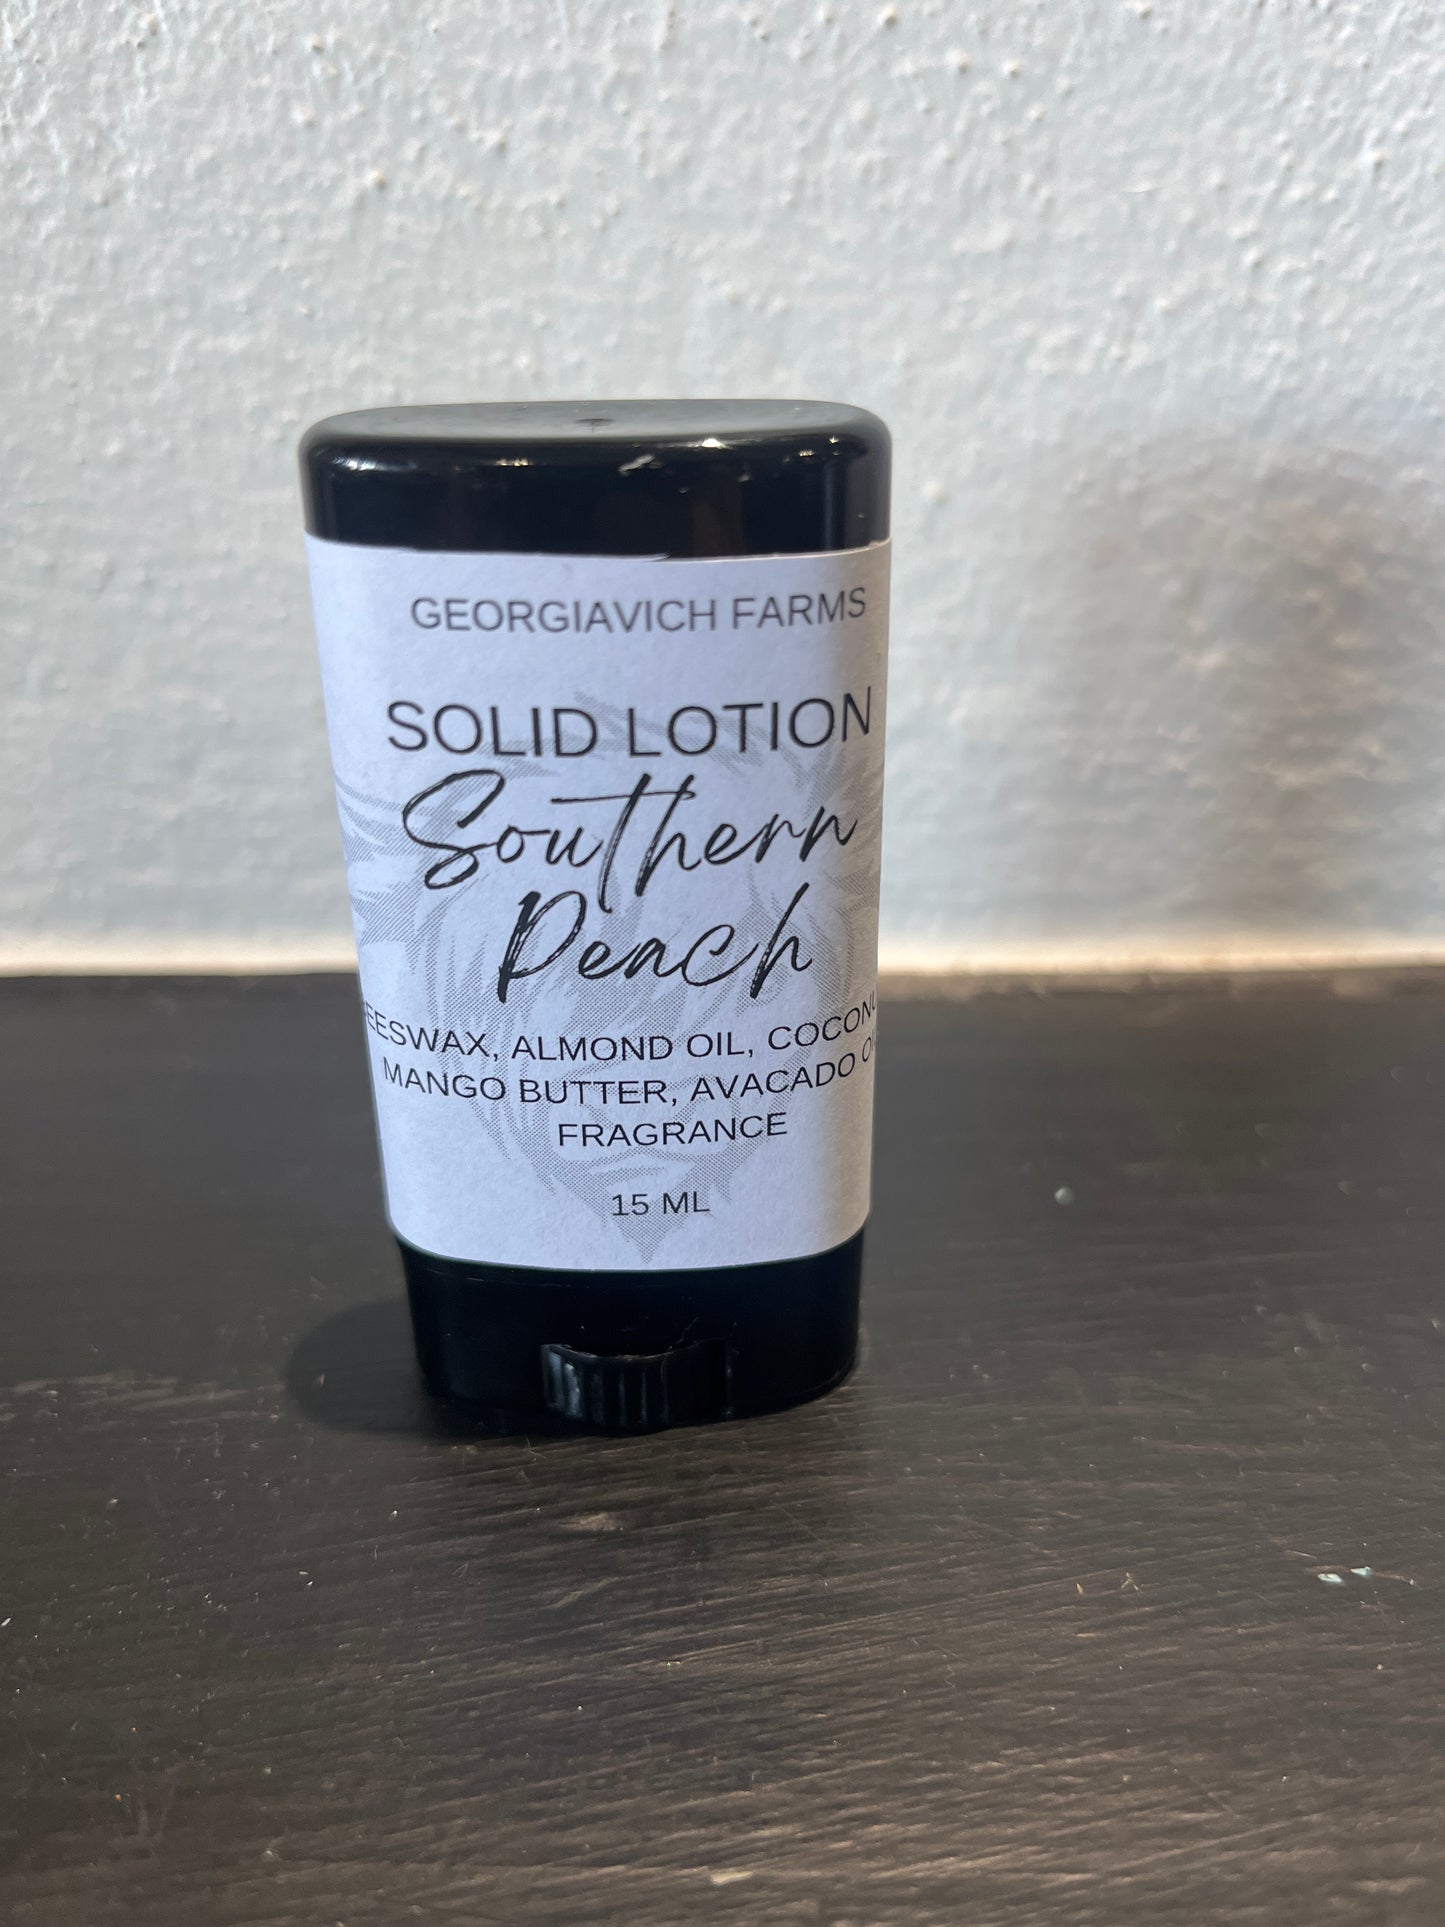 GEORGIAVICH FARMS
SOLID LOTION
Southern
Peach
EESWAX, ALMOND OIL, COCONU
MANGO BUTTER, AVACADO O
FRAGRANCE
15 ML